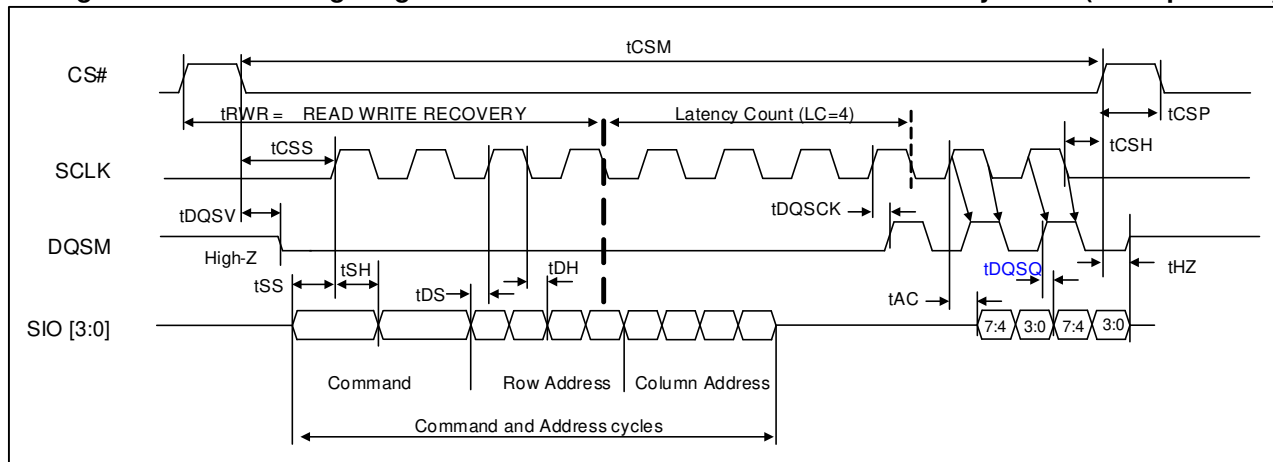 tCSM
CS#
tRWR = READ WRITE RECOVERY
Latency Count (LC=4)
tCSP
tCSS
tCSH
SCLK
tDQSV
tDQSCK
DQSM
High-Z
tSS
tSH
tDS
tDH
tDQSQ
tHZ
tAC
SIO [3:0]
7:4 3:0 7:4 3:0
Command
Row Address
Column Address
Command and Address cycles